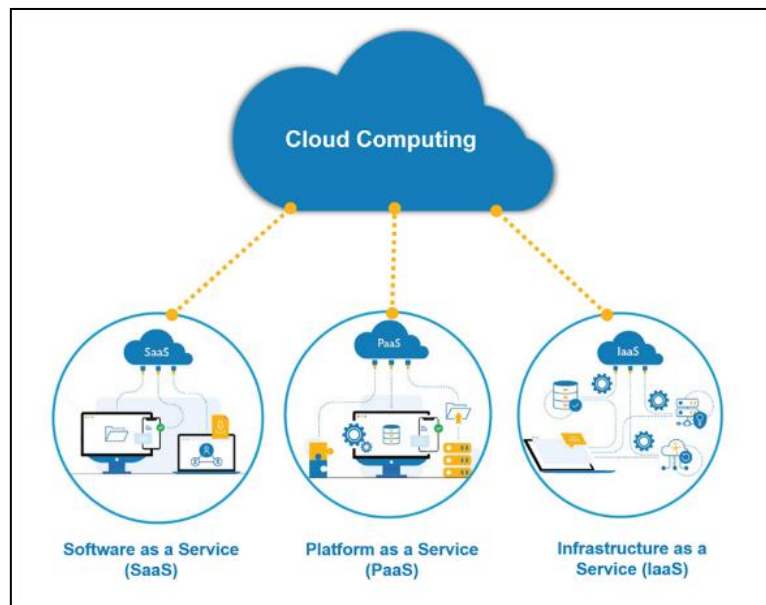 Cloud Computing
SaaS
PaaS
IaaS
Software as a Service
(SaaS)
Platform as a Service
(PaaS)
Infrastructure as a
Service (IaaS)